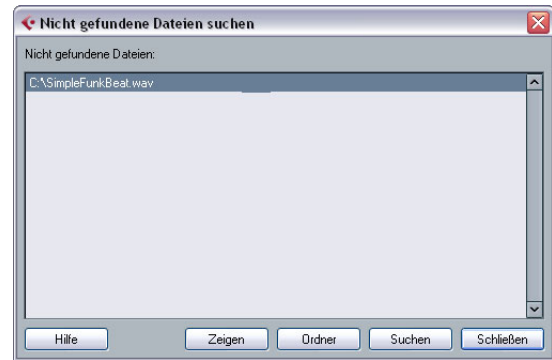 Nicht gefundene Dateien suchen
Nicht gefundene Dateien:
C:\SimpleFunkBeat.wav
Hilfe Zeigen Ordner Suchen Schließen